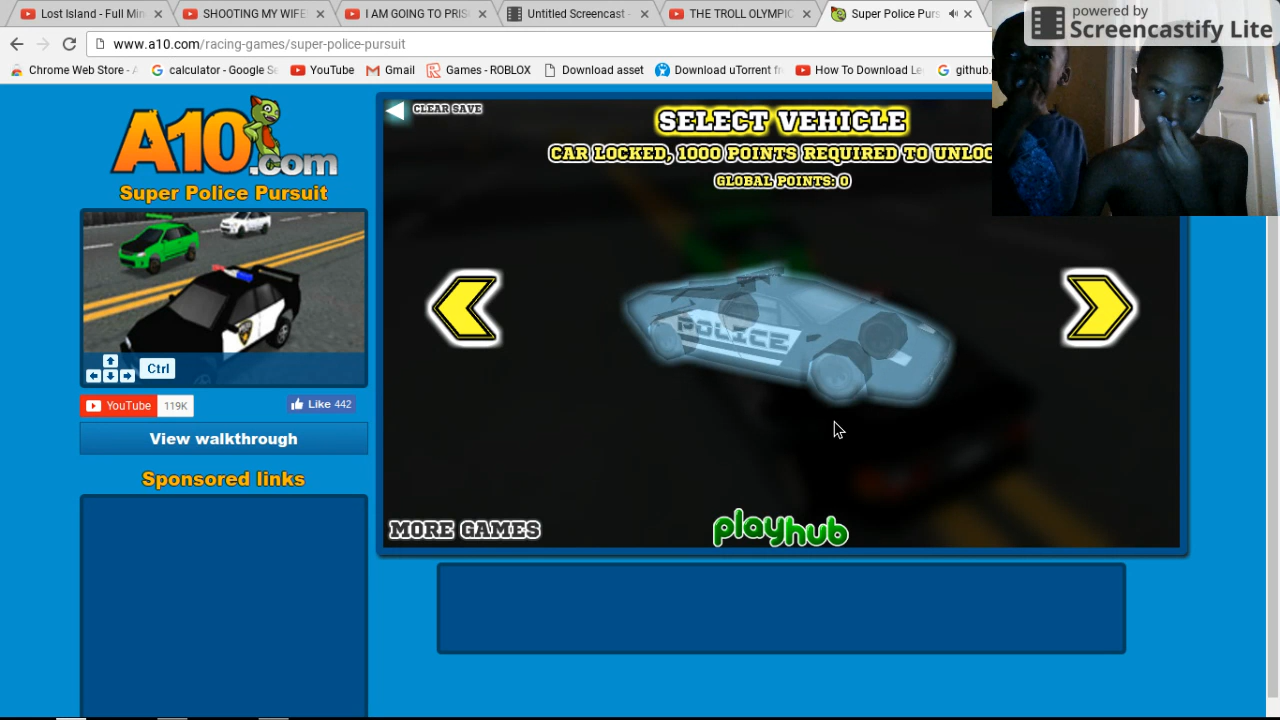 Lost Island - Full Min
SHOOTING MY WIFE
I AM GOING TO PRIS
Untitled Screencast -
THE TROLL OLYMPIC
Super Police Purs
powered by
Screencastify Lite
www.a10.com/racing-games/super-police-pursuit
Chrome Web Store - A
calculator - Google Se
YouTube
Gmail
Games - ROBLOX
Download asset
Download uTorrent fr
How To Download Le
github.
A10.com
Super Police Pursuit
Ctrl
YouTube 119K
Like 442
View walkthrough
Sponsored links
CLEAR SAVE
SELECT VEHICLE
CAR LOCKED, 1000 POINTS REQUIRED TO UNLOC
GLOBAL POINTS: 0
POLICE
MORE GAMES
playhub